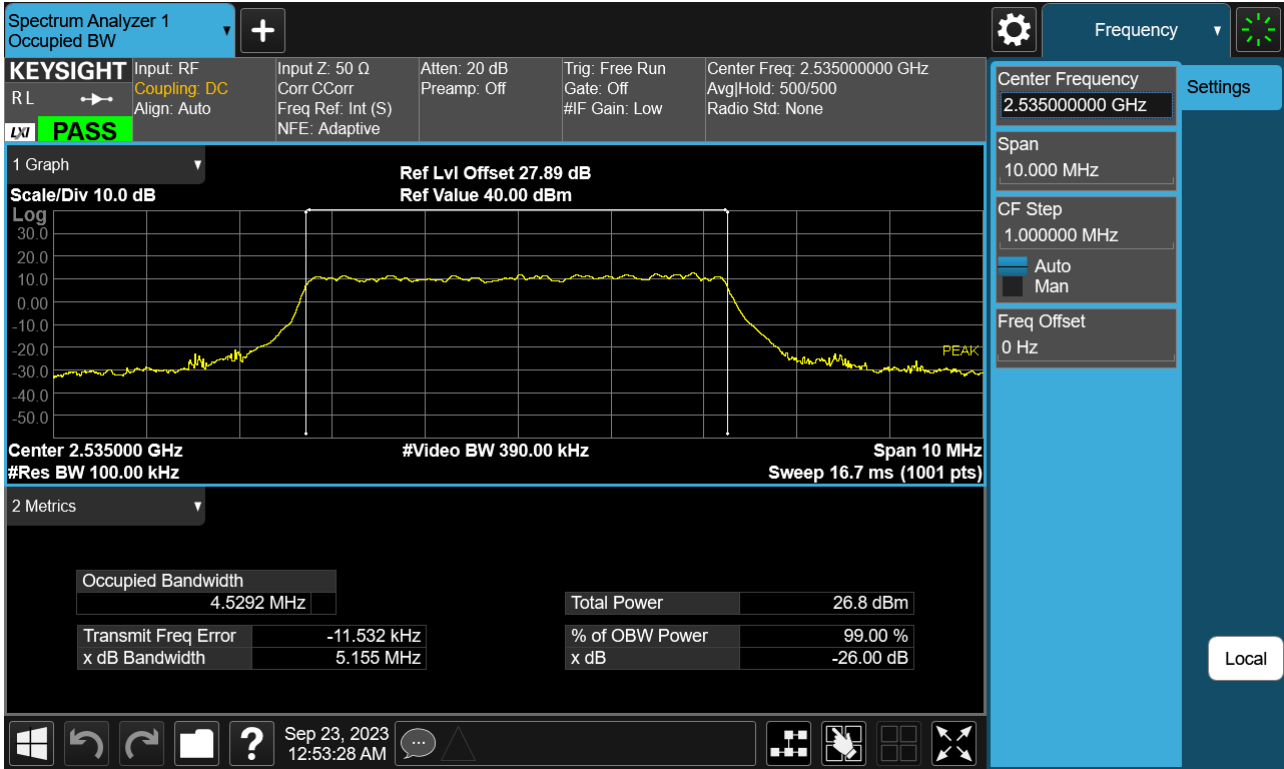 Spectrum Analyzer 1
Occupied BW
Frequency
KEYSIGHT
R L
LXI
PASS
Input: RF
Coupling: DC
Align: Auto
Input Z: 50 Ω
Corr CCorr
Freq Ref: Int (S)
NFE: Adaptive
Atten: 20 dB
Preamp: Off
Trig: Free Run
Gate: Off
#IF Gain: Low
Center Freq: 2.535000000 GHz
Avg|Hold: 500/500
Radio Std: None
Center Frequency
2.535000000 GHz
Settings
Span
10.000 MHz
CF Step
1.000000 MHz
Auto
Man
Freq Offset
0 Hz
Local
1 Graph
Scale/Div 10.0 dB
Ref Lvl Offset 27.89 dB
Ref Value 40.00 dBm
Log
30.0
20.0
10.0
0.00
-10.0
-20.0
-30.0
-40.0
-50.0
PEAK
Center 2.535000 GHz
#Video BW 390.00 kHz
Span 10 MHz
#Res BW 100.00 kHz
Sweep 16.7 ms (1001 pts)
2 Metrics
Occupied Bandwidth
4.5292 MHz
Total Power 26.8 dBm
Transmit Freq Error -11.532 kHz
% of OBW Power 99.00 %
x dB Bandwidth 5.155 MHz
x dB -26.00 dB
?
Sep 23, 2023
12:53:28 AM